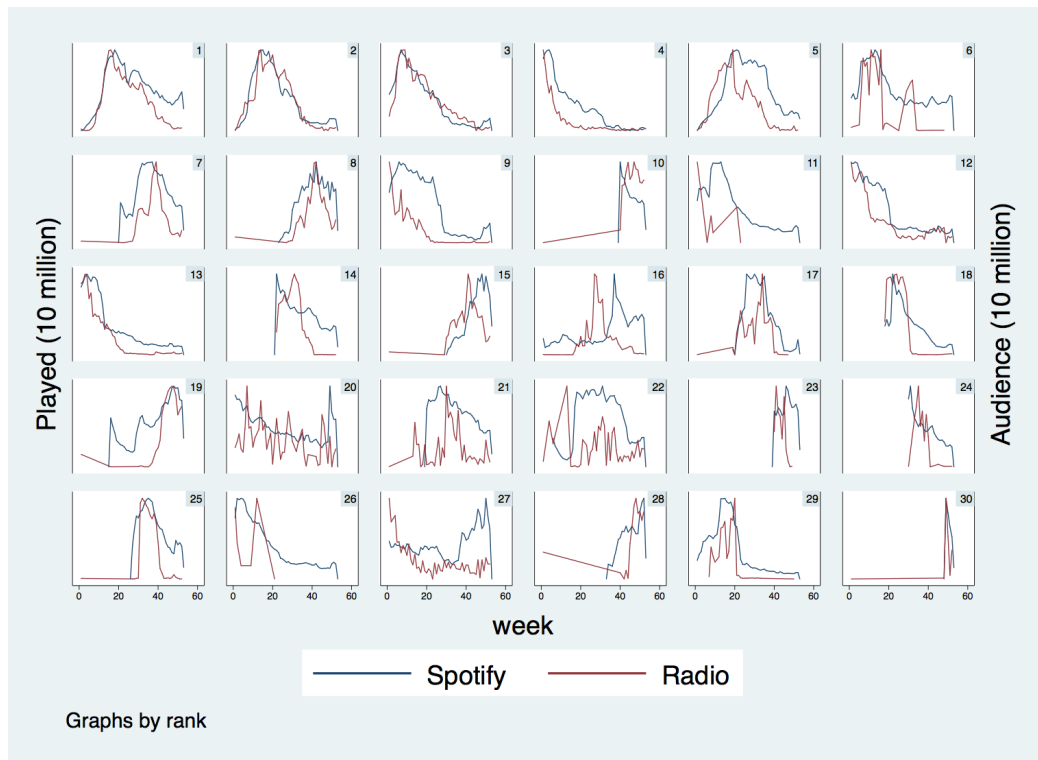 1 2 3 4 5 6
7 8 9 10 11 12
13 14 15 16 17 18
19 20 21 22 23 24
25 26 27 28 29 30
Played (10 million)
Audience (10 million)
0 20 40 60 0 20 40 60 0 20 40 60 0 20 40 60 0 20 40 60 0 20 40 60
week
Spotify Radio
Graphs by rank